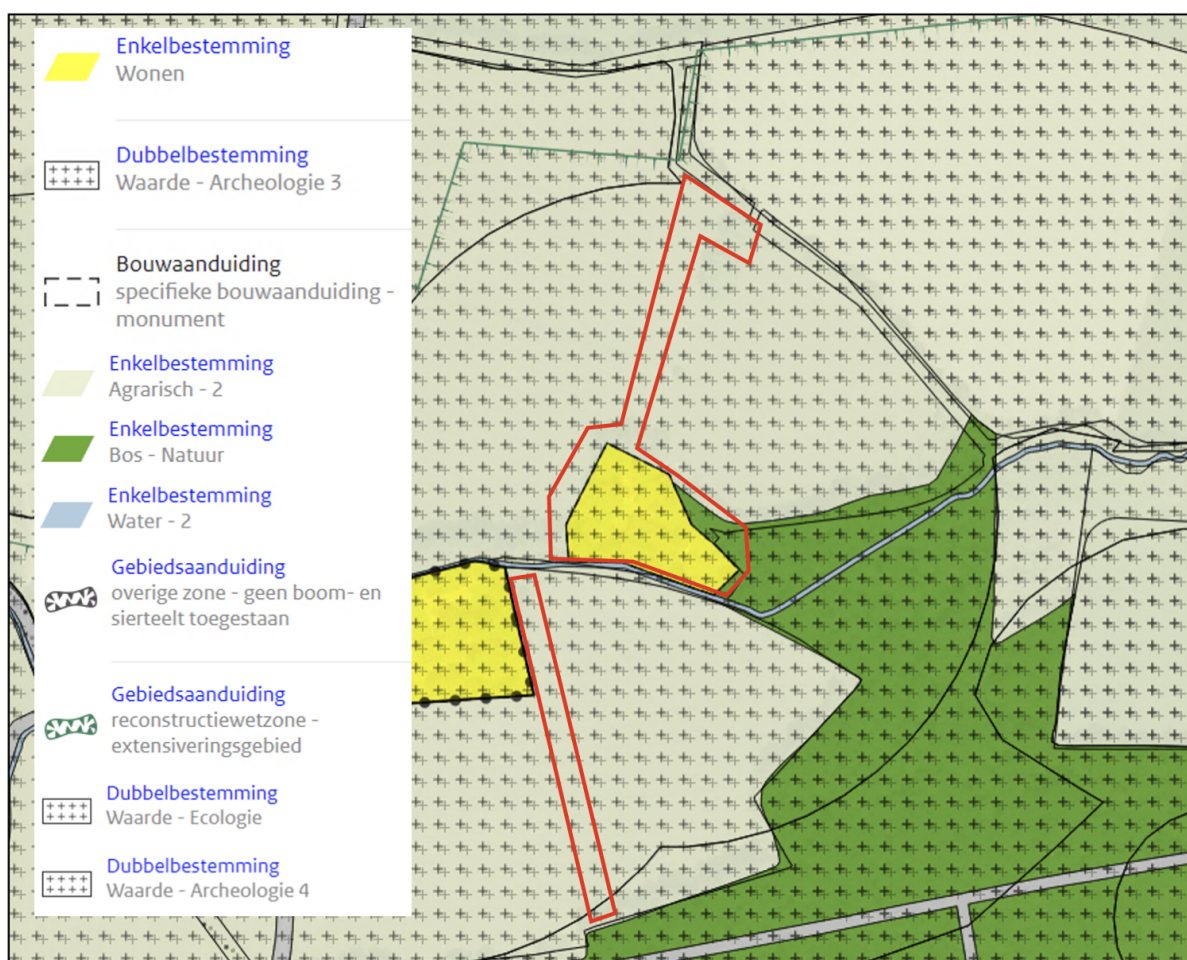 Enkelbestemming
Wonen
Dubbelbestemming
Waarde - Archeologie 3
Bouwaanduiding
specifieke bouwaanduiding -
monument
Enkelbestemming
Agrarisch - 2
Enkelbestemming
Bos - Natuur
Enkelbestemming
Water - 2
Gebiedsaanduiding
overige zone - geen boom- en
sierteelt toegestaan
Gebiedsaanduiding
reconstructiewetzone -
extensiveringsgebied
Dubbelbestemming
Waarde - Ecologie
Dubbelbestemming
Waarde - Archeologie 4